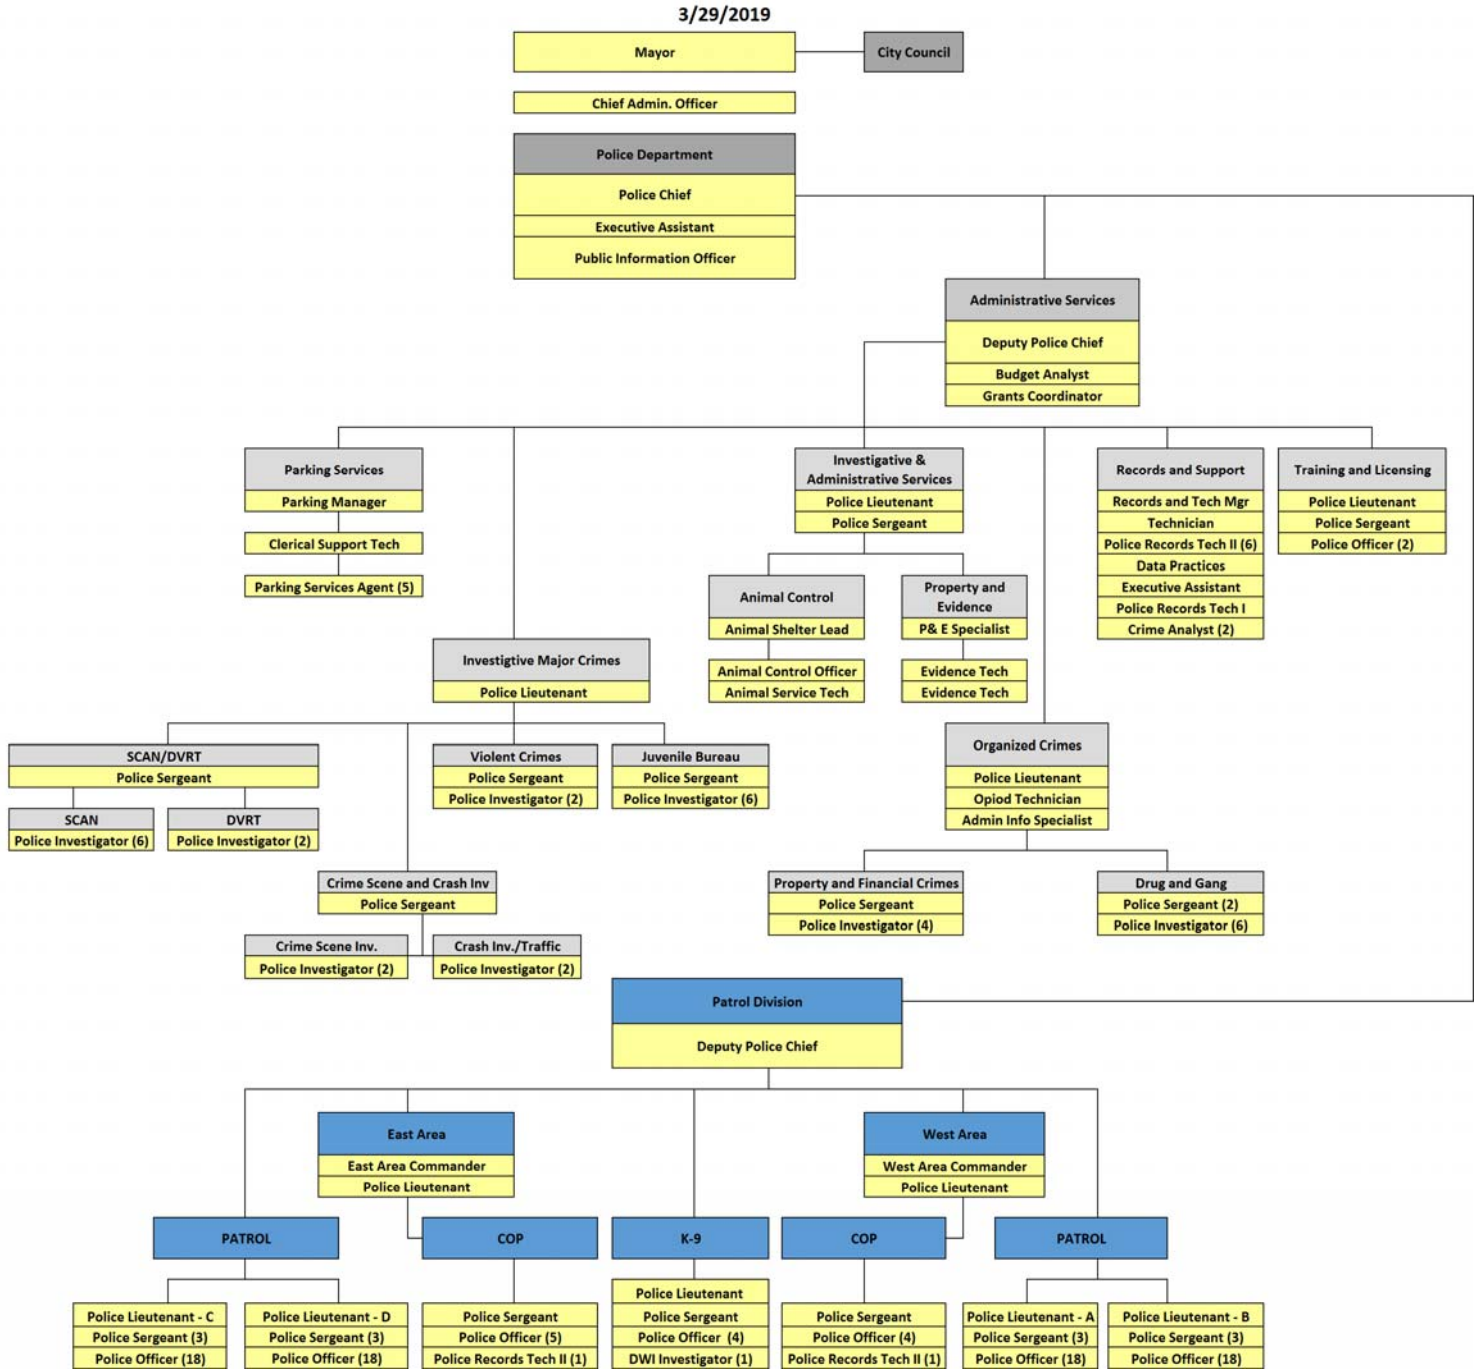 3/29/2019
Mayor
City Council
Chief Admin. Officer
Police Department
Police Chief
Executive Assistant
Public Information Officer
Administrative Services
Deputy Police Chief
Budget Analyst
Grants Coordinator
Parking Services
Parking Manager
Clerical Support Tech
Parking Services Agent (5)
Investigative &
Administrative Services
Police Lieutenant
Police Sergeant
Animal Control
Animal Shelter Lead
Animal Control Officer
Animal Service Tech
Property and
Evidence
P& E Specialist
Evidence Tech
Evidence Tech
Records and Support
Records and Tech Mgr
Technician
Police Records Tech II (6)
Data Practices
Executive Assistant
Police Records Tech I
Crime Analyst (2)
Training and Licensing
Police Lieutenant
Police Sergeant
Police Officer (2)
Investigtive Major Crimes
Police Lieutenant
SCAN/DVRT
Police Sergeant
SCAN
Police Investigator (6)
DVRT
Police Investigator (2)
Violent Crimes
Police Sergeant
Police Investigator (2)
Juvenile Bureau
Police Sergeant
Police Investigator (6)
Crime Scene and Crash Inv
Police Sergeant
Crime Scene Inv.
Police Investigator (2)
Crash Inv./Traffic
Police Investigator (2)
Organized Crimes
Police Lieutenant
Opiod Technician
Admin Info Specialist
Property and Financial Crimes
Police Sergeant
Police Investigator (4)
Drug and Gang
Police Sergeant (2)
Police Investigator (6)
Patrol Division
Deputy Police Chief
East Area
East Area Commander
Police Lieutenant
West Area
West Area Commander
Police Lieutenant
PATROL
COP
K-9
COP
PATROL
Police Lieutenant - C
Police Sergeant (3)
Police Officer (18)
Police Lieutenant - D
Police Sergeant (3)
Police Officer (18)
Police Sergeant
Police Officer (5)
Police Records Tech II (1)
Police Lieutenant
Police Sergeant
Police Officer  (4)
DWI Investigator (1)
Police Sergeant
Police Officer (4)
Police Records Tech II (1)
Police Lieutenant - A
Police Sergeant (3)
Police Officer (18)
Police Lieutenant - B
Police Sergeant (3)
Police Officer (18)